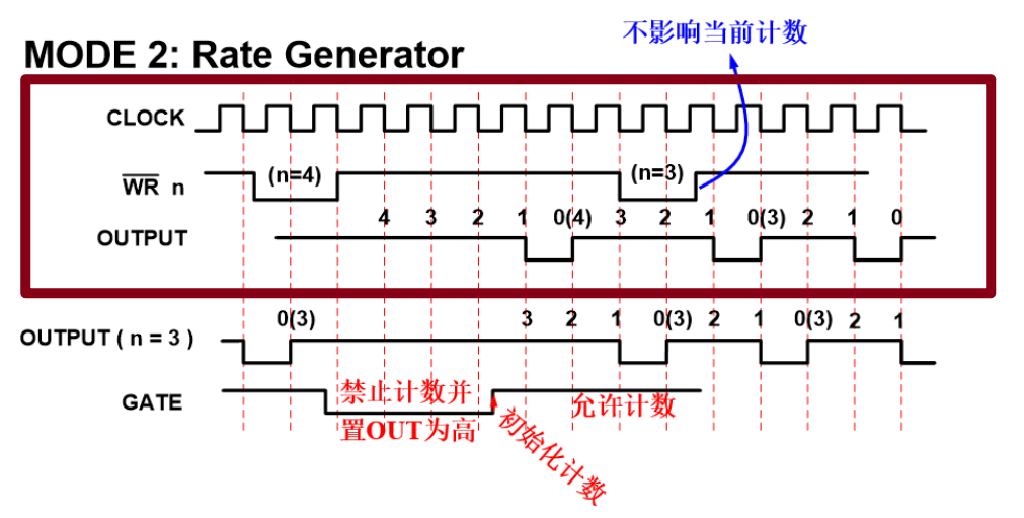 不影响当前计数
MODE 2: Rate Generator
CLOCK
WR n (n=4) (n=3)
4 3 2 1 0(4) 3 2 1 0(3) 2 1 0
OUTPUT
0(3) 3 2 1 0(3) 2 1 0(3) 2 1
OUTPUT ( n = 3 )
GATE
禁止计数并
置OUT为高
初始化计数
允许计数